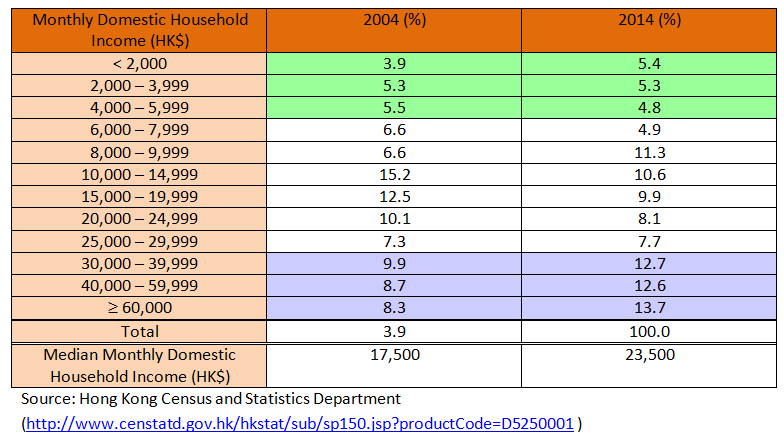 Monthly Domestic Household Income (HK$) 2004 (%) 2014 (%)
< 2,000 3.9 5.4
2,000 – 3,999 5.3 5.3
4,000 – 5,999 5.5 4.8
6,000 – 7,999 6.6 4.9
8,000 – 9,999 6.6 11.3
10,000 – 14,999 15.2 10.6
15,000 – 19,999 12.5 9.9
20,000 – 24,999 10.1 8.1
25,000 – 29,999 7.3 7.7
30,000 – 39,999 9.9 12.7
40,000 – 59,999 8.7 12.6
≥ 60,000 8.3 13.7
Total 3.9 100.0
Median Monthly Domestic Household Income (HK$) 17,500 23,500
Source: Hong Kong Census and Statistics Department
(http://www.censtatd.gov.hk/hkstat/sub/sp150.jsp?productCode=D5250001 )